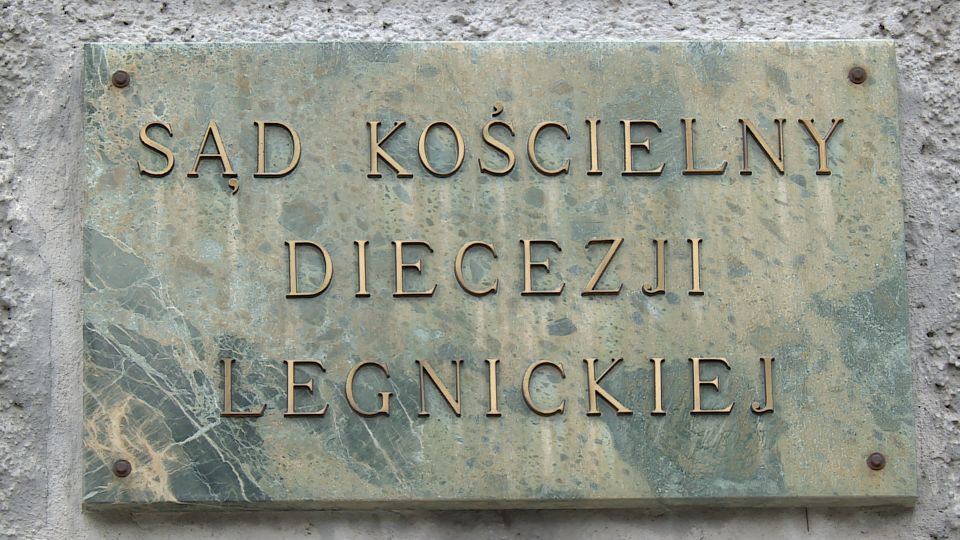 SĄD KOŚCIELNY
DIECEZJI
LEGNICKIEJ